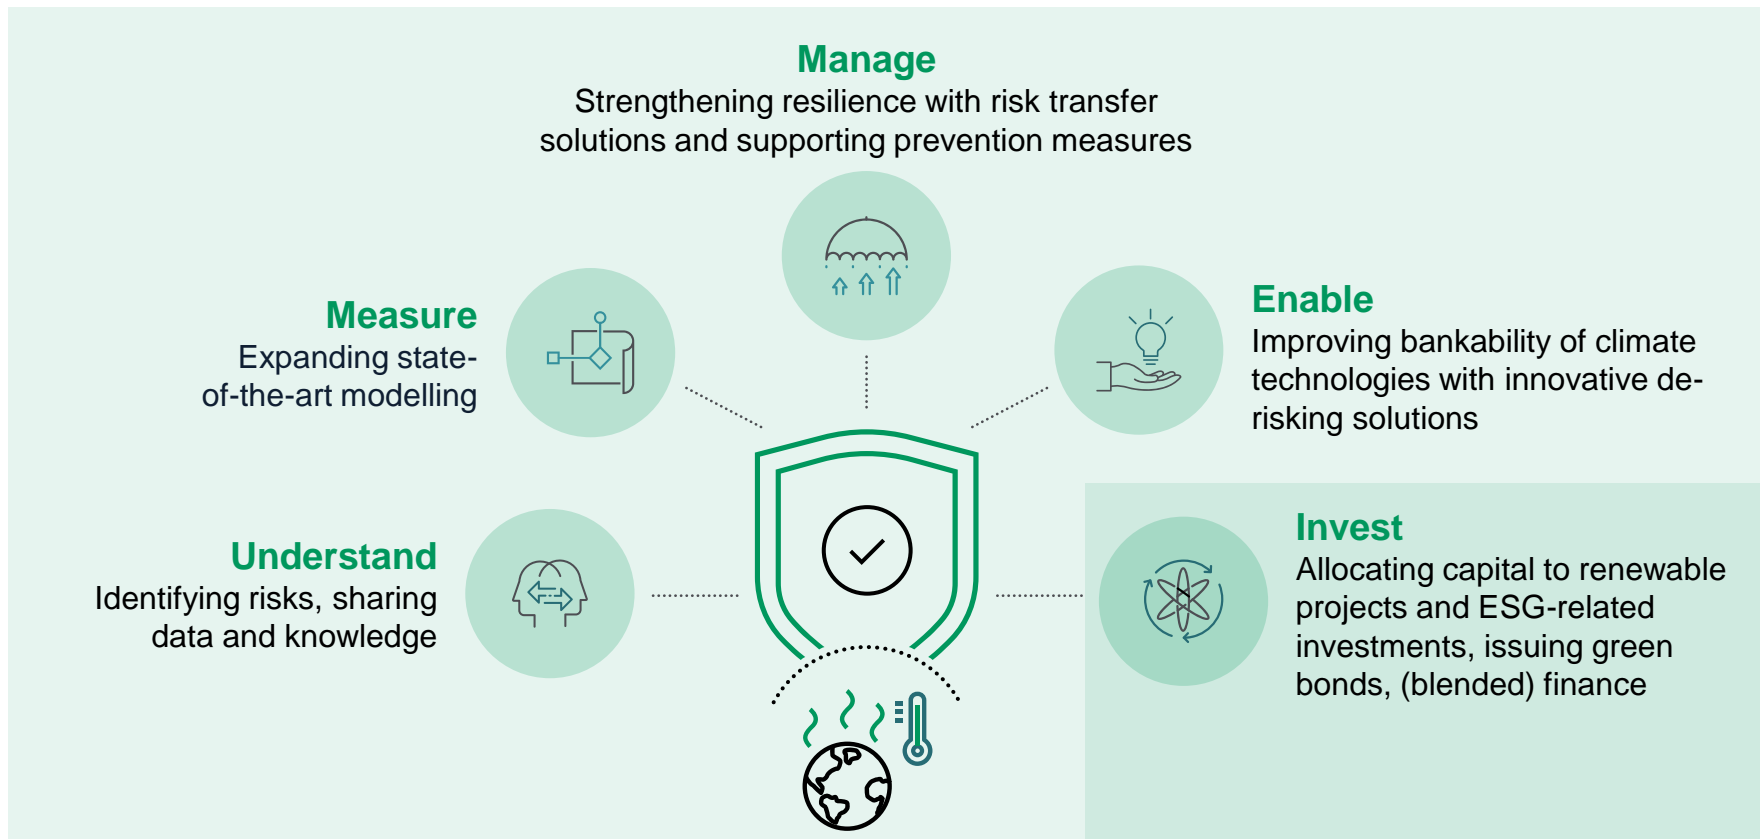 Manage
Strengthening resilience with risk transfer
solutions and supporting prevention measures
Measure
Expanding state-
of-the-art modelling
Enable
Improving bankability of climate
technologies with innovative de-
risking solutions
Understand
Identifying risks, sharing
data and knowledge
Invest
Allocating capital to renewable
projects and ESG-related
investments, issuing green
bonds, (blended) finance